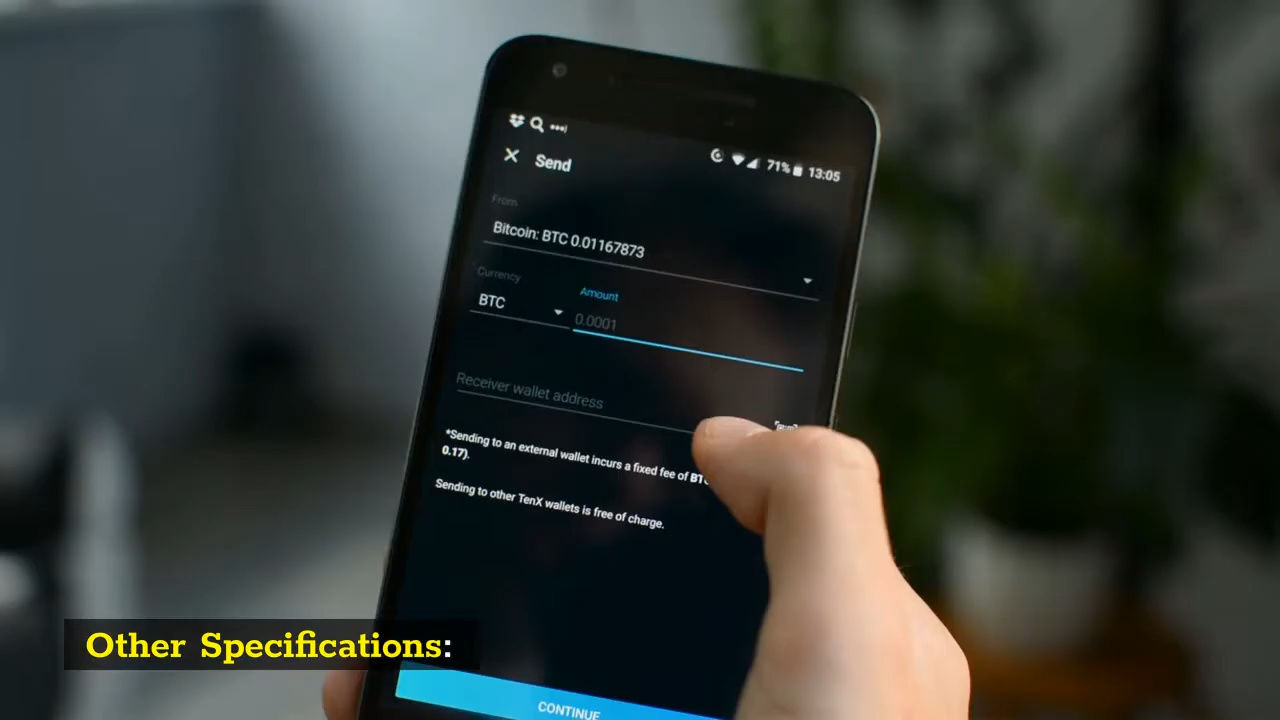 71% 13:05
Send
From
Bitcoin: BTC 0.01167873
Currency
Amount
BTC
0.0001
Receiver wallet address
*Sending to an external wallet incurs a fixed fee of BTC
0.17).
Sending to other TenX wallets is free of charge.
Other Specifications:
CONTINUE